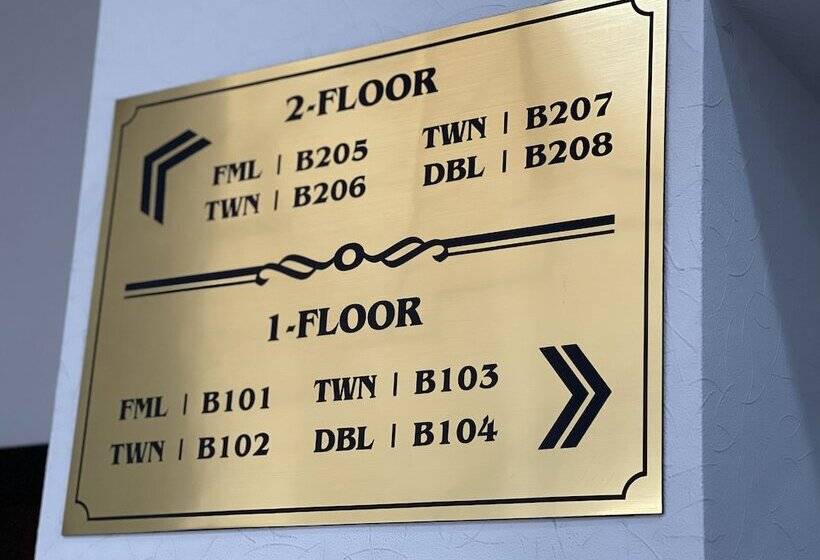 2-FLOOR
FML | B205
TWN | B206
TWN | B207
DBL | B208
1-FLOOR
FML | B101
TWN | B102
TWN | B103
DBL | B104